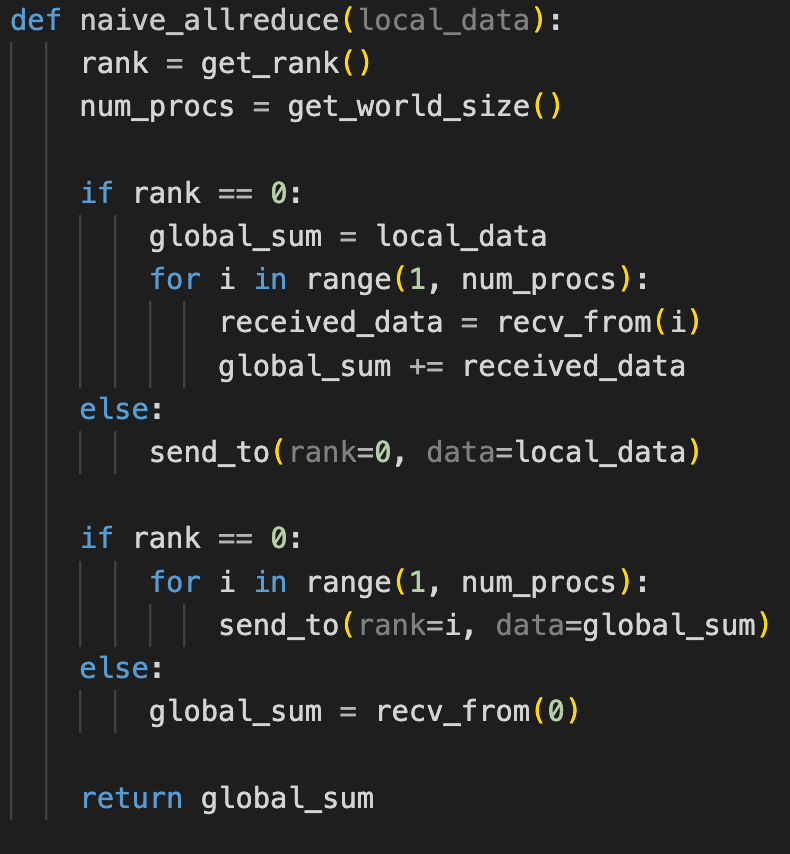 def naive_allreduce(local_data):
    rank = get_rank()
    num_procs = get_world_size()

    if rank == 0:
        global_sum = local_data
        for i in range(1, num_procs):
            received_data = recv_from(i)
            global_sum += received_data
    else:
        send_to(rank=0, data=local_data)

    if rank == 0:
        for i in range(1, num_procs):
            send_to(rank=i, data=global_sum)
    else:
        global_sum = recv_from(0)

    return global_sum